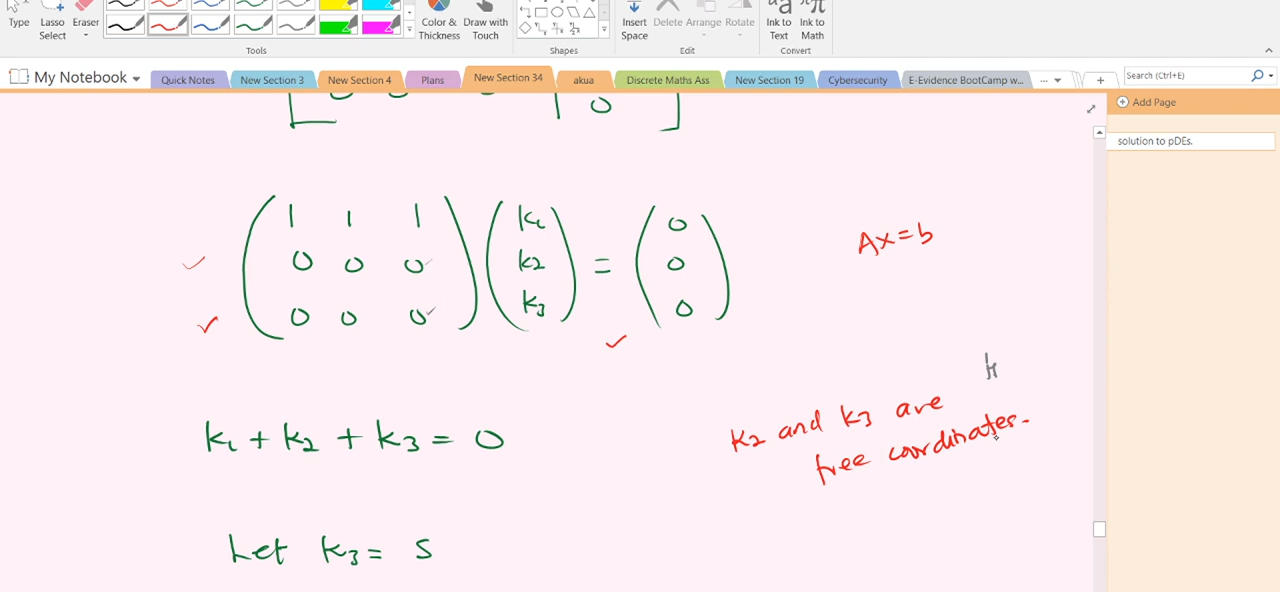 Type
Lasso Select
Eraser
Color & Thickness
Draw with Touch
Insert Space
Delete
Arrange
Rotate
Ink to Text
Ink to Math
Tools
Shapes
Edit
Convert
My Notebook
Quick Notes
New Section 3
New Section 4
Plans
New Section 34
akua
Discrete Maths Ass
New Section 19
Cybersecurity
E-Evidence BootCamp w...
...
+
Search (Ctrl+E)
Add Page
solution to pDEs.
[ 0 0 0 | 0 ]
1 1 1 k1 0
0 0 0 k2 = 0
0 0 0 k3 0
Ax=b
k1 + k2 + k3 = 0
k2 and k3 are
free coordinates.
Let k3 = s